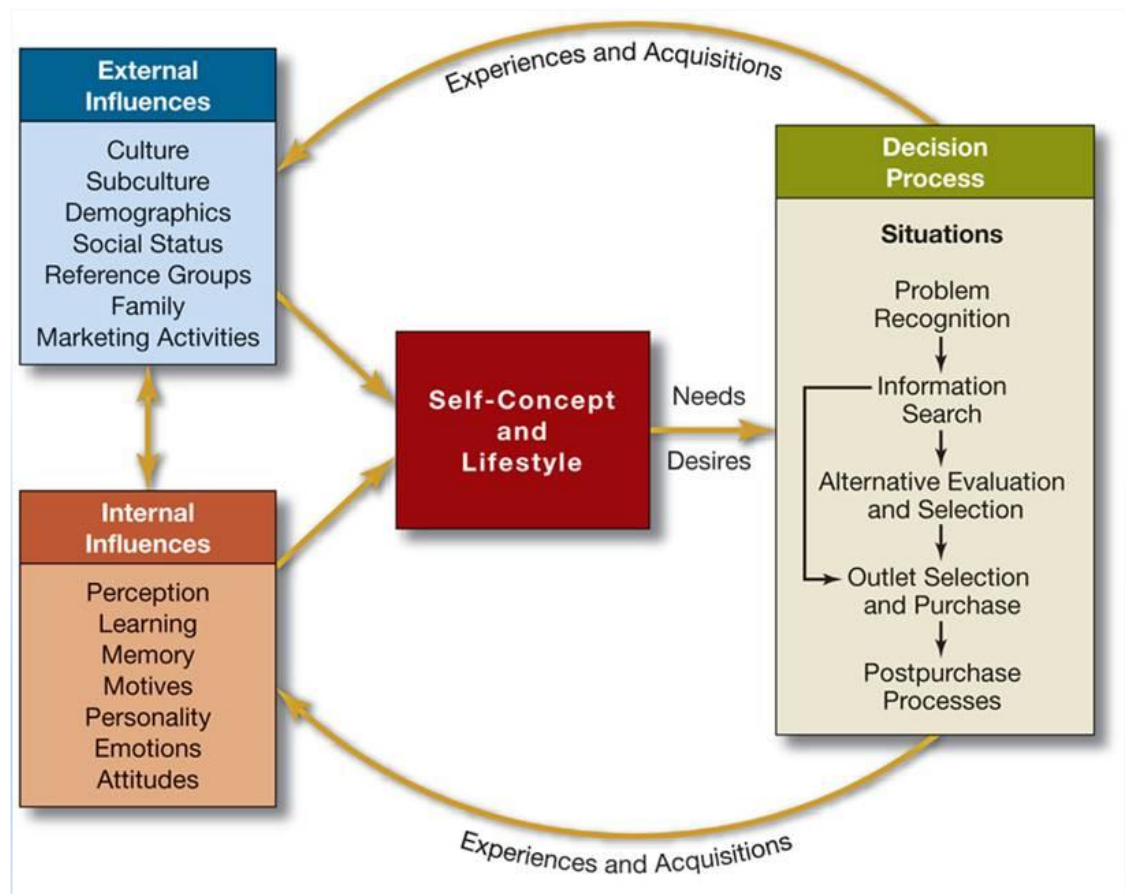 External
Influences
Culture
Subculture
Demographics
Social Status
Reference Groups
Family
Marketing Activities
Internal
Influences
Perception
Learning
Memory
Motives
Personality
Emotions
Attitudes
Experiences and Acquisitions
Self-Concept
and
Lifestyle
Needs
Desires
Experiences and Acquisitions
Decision
Process
Situations
Problem
Recognition
Information
Search
Alternative Evaluation
and Selection
Outlet Selection
and Purchase
Postpurchase
Processes